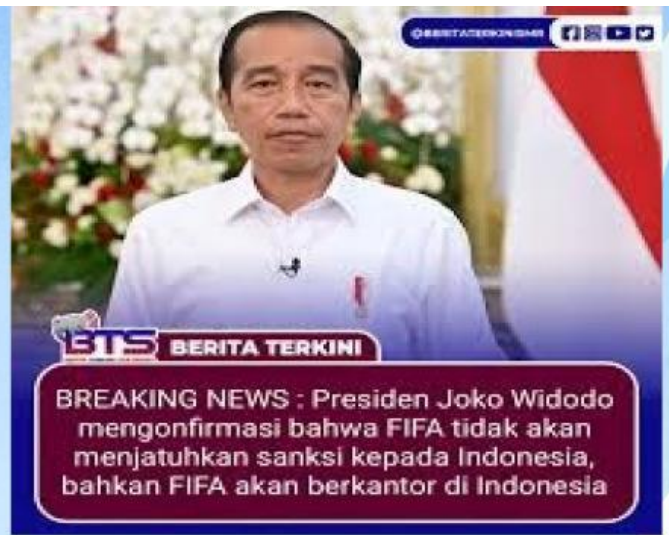 @BERITATERKINISMR
BTS BERITA TERKINI
BREAKING NEWS : Presiden Joko Widodo
mengonfirmasi bahwa FIFA tidak akan
menjatuhkan sanksi kepada Indonesia,
bahkan FIFA akan berkantor di Indonesia